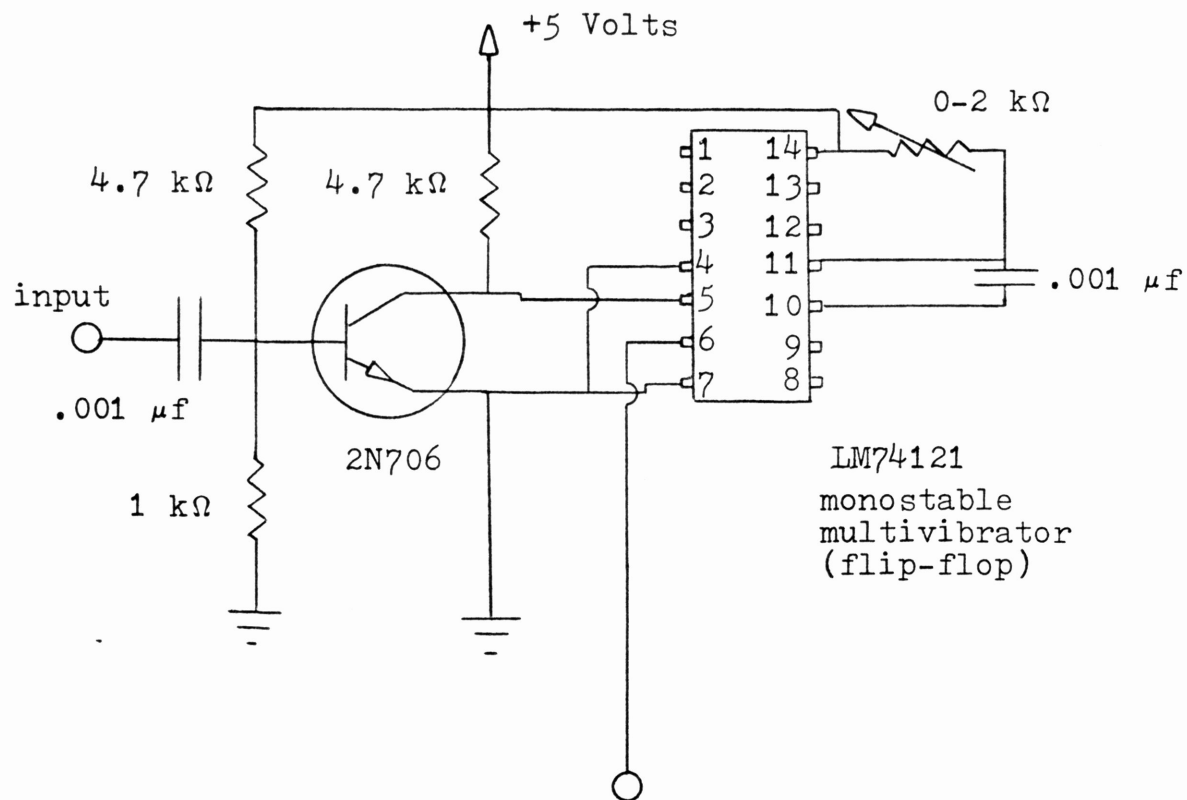 +5 Volts
0-2 kΩ
4.7 kΩ
4.7 kΩ
1 14
2 13
3 12
4 11
5 10
6 9
7 8
input
.001 μf
.001 μf
2N706
1 kΩ
LM74121
monostable
multivibrator
(flip-flop)